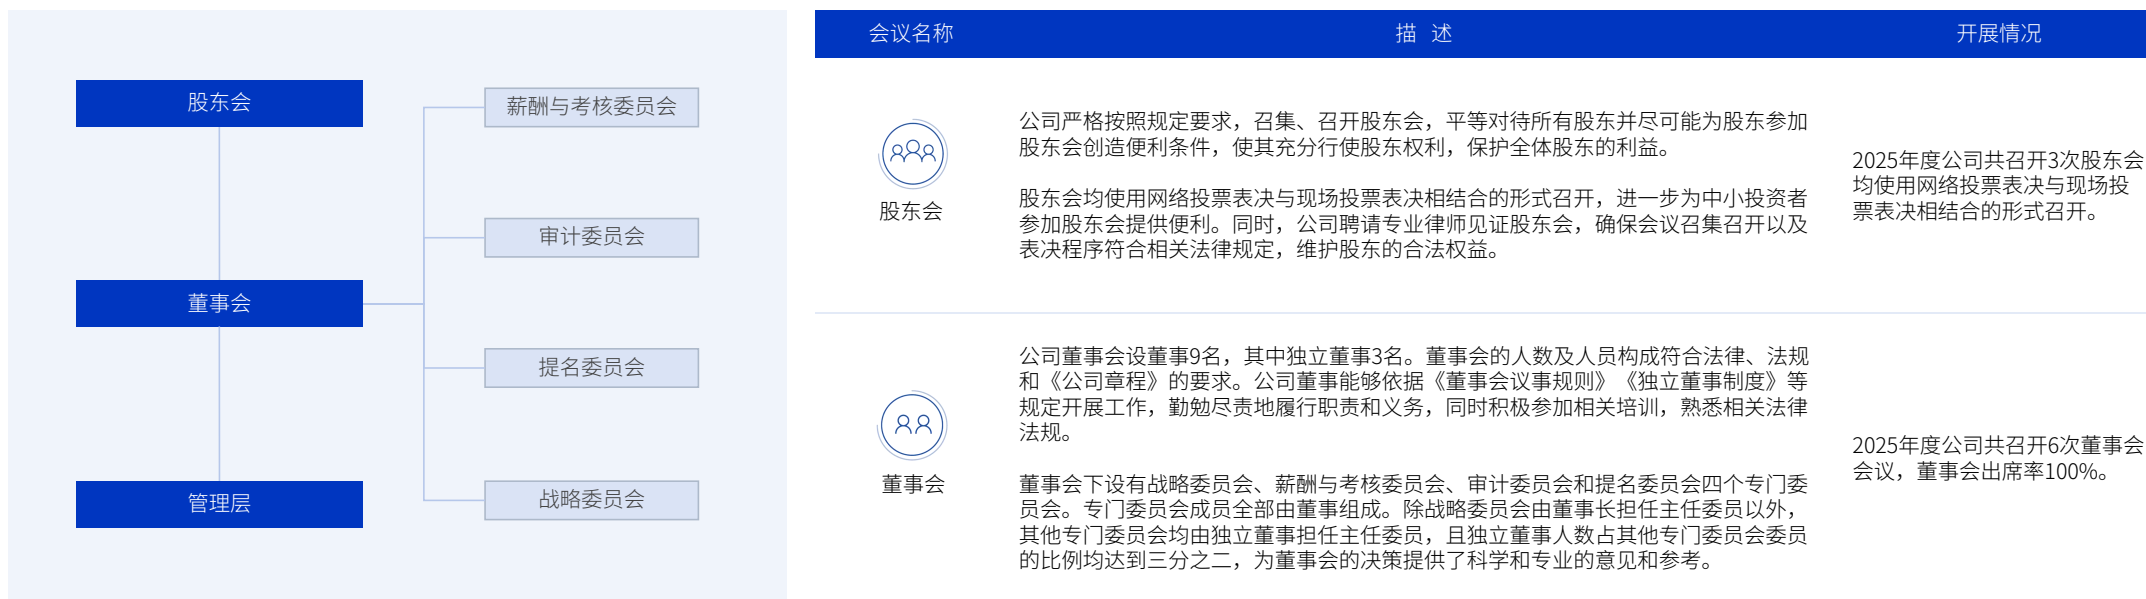 股东会
董事会
管理层
薪酬与考核委员会
审计委员会
提名委员会
战略委员会
会议名称
描 述
开展情况
股东会
公司严格按照规定要求，召集、召开股东会，平等对待所有股东并尽可能为股东参加
股东会创造便利条件，使其充分行使股东权利，保护全体股东的利益。
股东会均使用网络投票表决与现场投票表决相结合的形式召开，进一步为中小投资者
参加股东会提供便利。同时，公司聘请专业律师见证股东会，确保会议召集召开以及
表决程序符合相关法律规定，维护股东的合法权益。
2025年度公司共召开3次股东会
均使用网络投票表决与现场投
票表决相结合的形式召开。
董事会
公司董事会设董事9名，其中独立董事3名。董事会的人数及人员构成符合法律、法规
和《公司章程》的要求。公司董事能够依据《董事会议事规则》《独立董事制度》等
规定开展工作，勤勉尽责地履行职责和义务，同时积极参加相关培训，熟悉相关法律
法规。
董事会下设有战略委员会、薪酬与考核委员会、审计委员会和提名委员会四个专门委
员会。专门委员会成员全部由董事组成。除战略委员会由董事长担任主任委员以外，
其他专门委员会均由独立董事担任主任委员，且独立董事人数占其他专门委员会委员
的比例均达到三分之二，为董事会的决策提供了科学和专业的意见和参考。
2025年度公司共召开6次董事会
会议，董事会出席率100%。